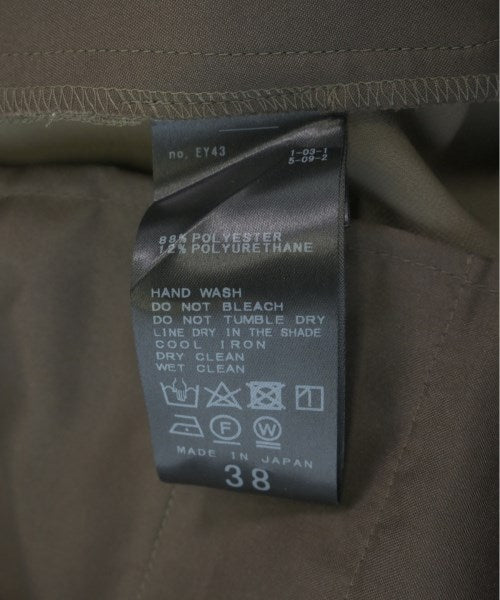 no. EY43
1-03-1
5-09-2
88% POLYESTER
12% POLYURETHANE
HAND WASH
DO NOT BLEACH
DO NOT TUMBLE DRY
LINE DRY IN THE SHADE
COOL IRON
DRY CLEAN
WET CLEAN
F
W
MADE IN JAPAN
38